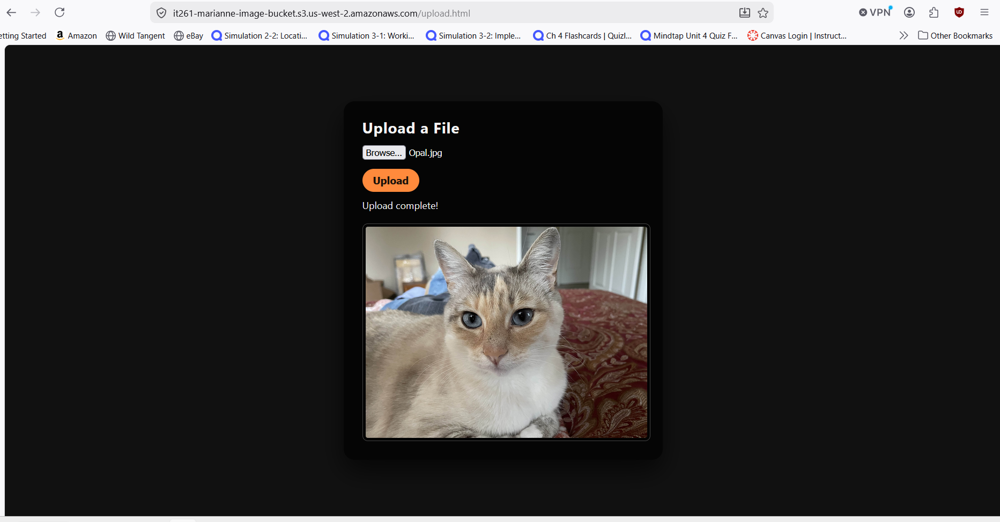 it261-marianne-image-bucket.s3.us-west-2.amazonaws.com/upload.html
VPN
etting Started
Amazon
Wild Tangent
eBay
Simulation 2-2: Locati...
Simulation 3-1: Worki...
Simulation 3-2: Imple...
Ch 4 Flashcards | Quizl...
Mindtap Unit 4 Quiz F...
Canvas Login | Instruct...
Other Bookmarks
Upload a File
Browse... Opal.jpg
Upload
Upload complete!